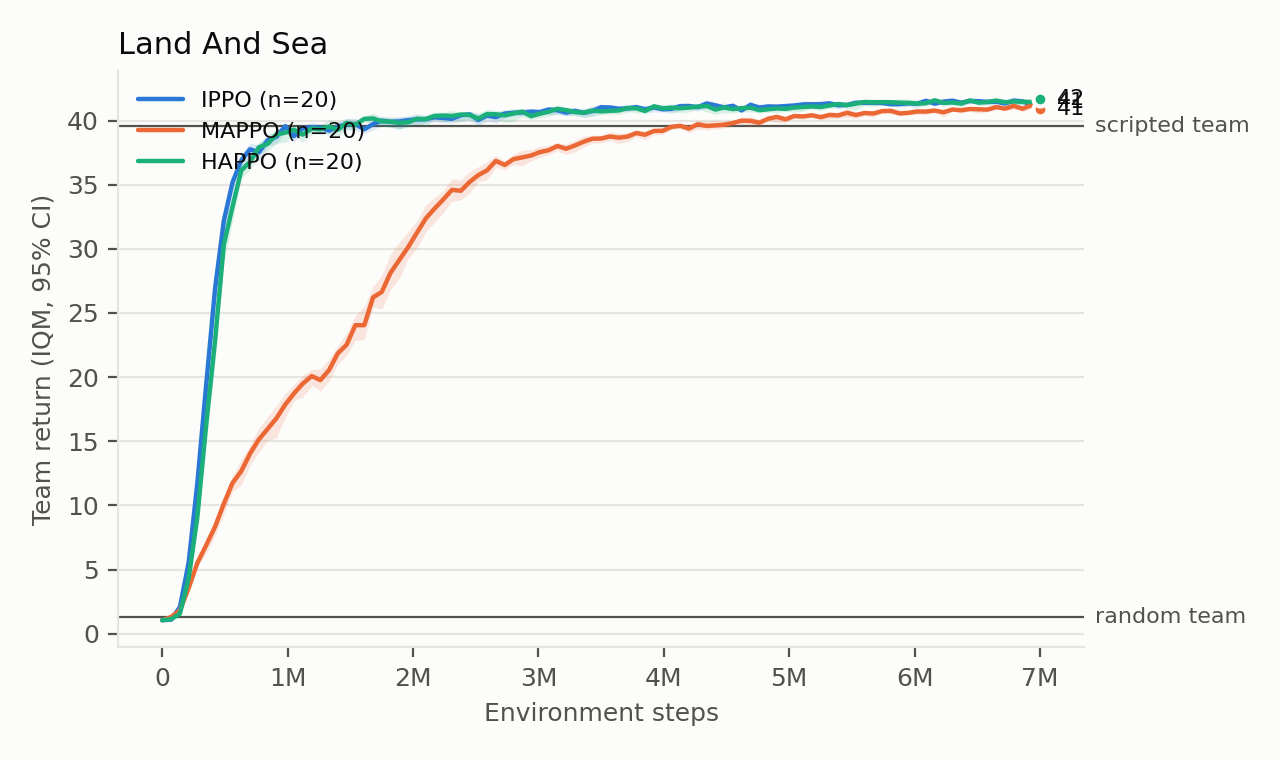 Land And Sea
IPPO (n=20)
MAPPO (n=20)
HAPPO (n=20)
42
41
scripted team
random team
Team return (IQM, 95% CI)
40
35
30
25
20
15
10
5
0
0 1M 2M 3M 4M 5M 6M 7M
Environment steps